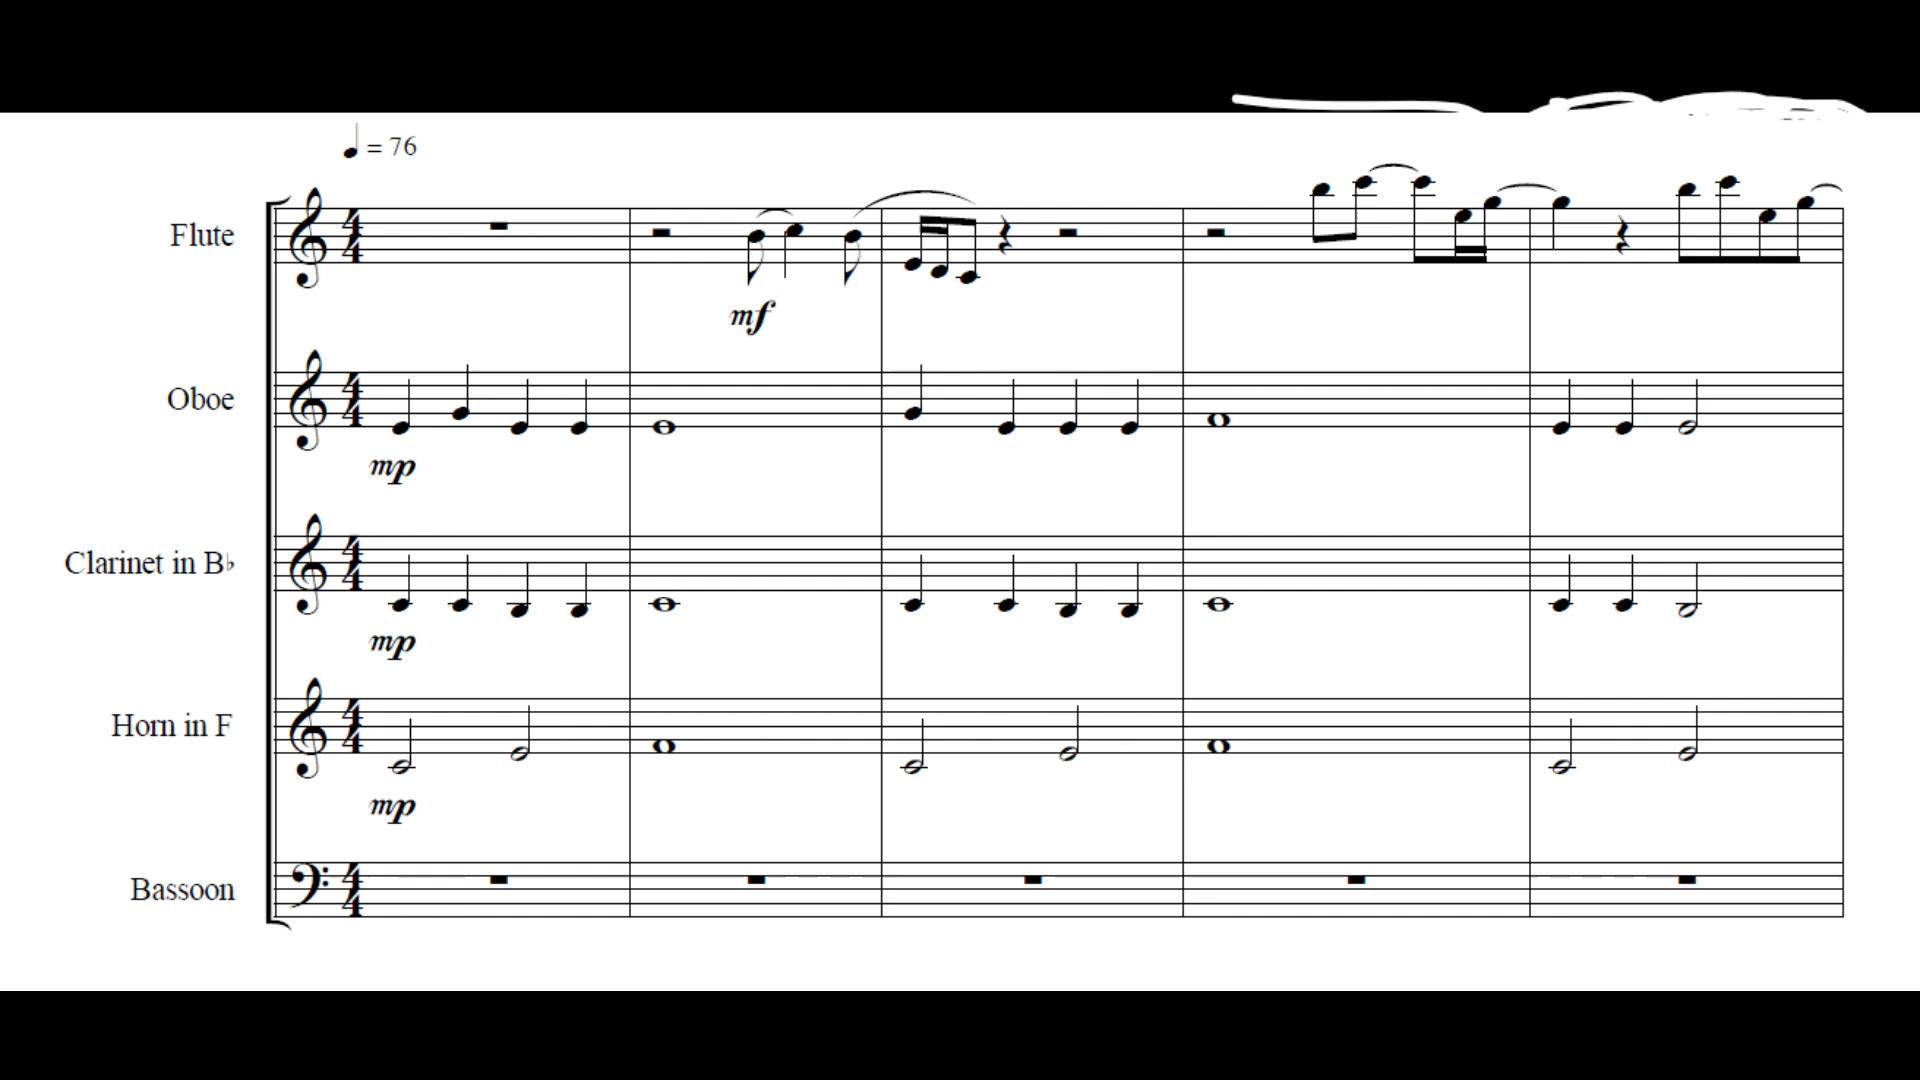 ♩ = 76
Flute
mf
Oboe
mp
Clarinet in B♭
mp
Horn in F
mp
Bassoon